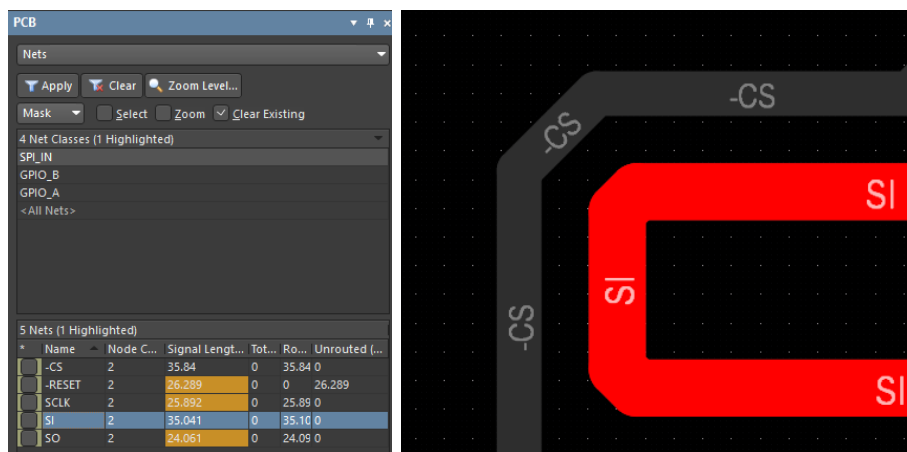 PCB
Nets
Apply Clear Zoom Level...
Mask Select Zoom Clear Existing
4 Net Classes (1 Highlighted)
SPI_IN
GPIO_B
GPIO_A
<All Nets>
5 Nets (1 Highlighted)
* Name Node C... Signal Lengt... Tot... Ro... Unrouted (...
-CS 2 35.84 0 35.84 0
-RESET 2 26.289 0 0 26.289
SCLK 2 25.892 0 25.89 0
SI 2 35.041 0 35.10 0
SO 2 24.061 0 24.09 0
-CS
-CS
SI
SI
-CS
SI